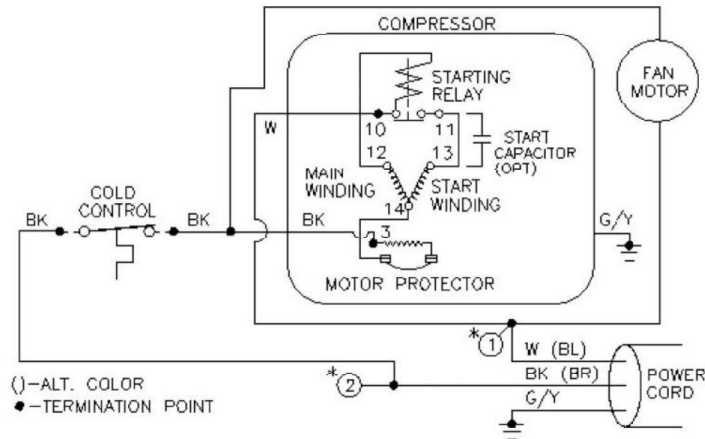 COMPRESSOR
STARTING
RELAY
FAN
MOTOR
W
10
11
START
CAPACITOR
(OPT)
12
13
MAIN
WINDING
START
WINDING
14
COLD
CONTROL
BK
BK
BK
3
G/Y
MOTOR PROTECTOR
*1
W (BL)
BK (BR)
G/Y
POWER
CORD
*2
()-ALT. COLOR
●-TERMINATION POINT